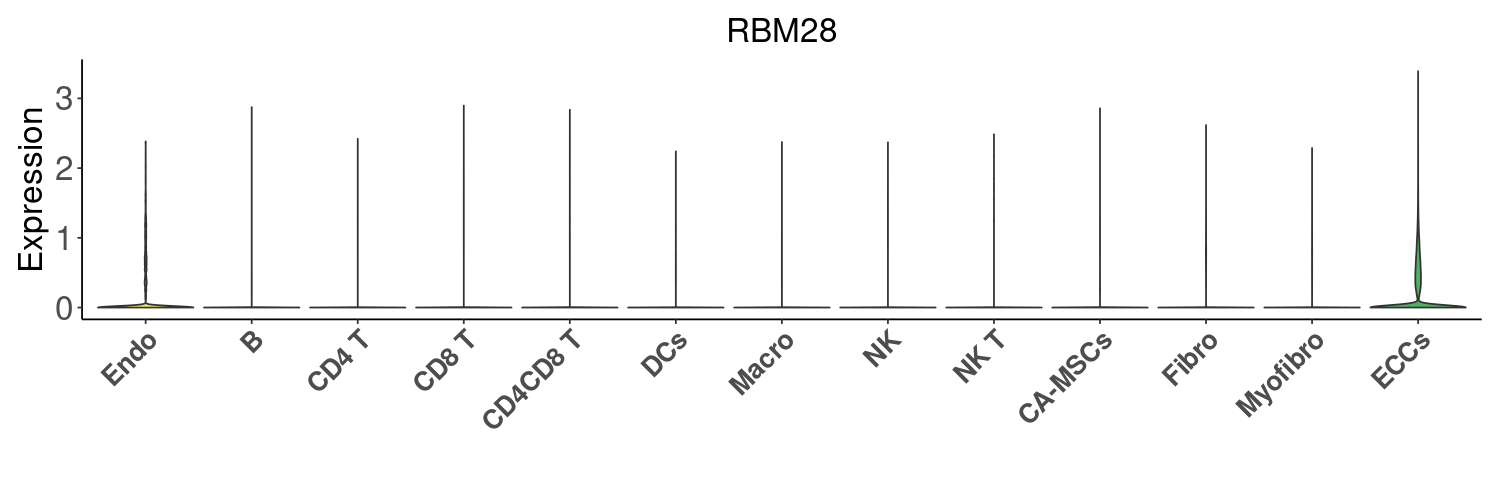 RBM28
Expression
3
2
1
0
Endo
B
CD4 T
CD8 T
CD4CD8 T
DCs
Macro
NK
NK T
CA-MSCs
Fibro
Myofibro
ECCs